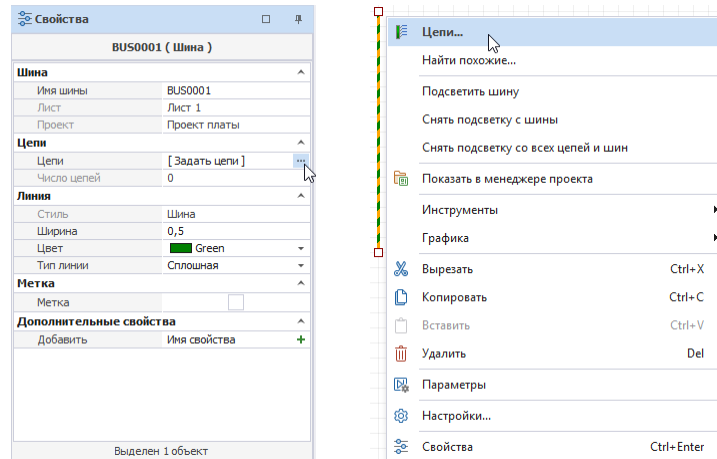 Свойства
BUS0001 ( Шина )
Шина
Имя шины BUS0001
Лист Лист 1
Проект Проект платы
Цепи
Цепи [ Задать цепи ] ...
Число цепей 0
Линия
Стиль Шина
Ширина 0,5
Цвет Green
Тип линии Сплошная
Метка
Метка
Дополнительные свойства
Добавить Имя свойства +
Выделен 1 объект
Цепи...
Найти похожие...
Подсветить шину
Снять подсветку с шины
Снять подсветку со всех цепей и шин
Показать в менеджере проекта
Инструменты
Графика
Вырезать Ctrl+X
Копировать Ctrl+C
Вставить Ctrl+V
Удалить Del
Параметры
Настройки...
Свойства Ctrl+Enter